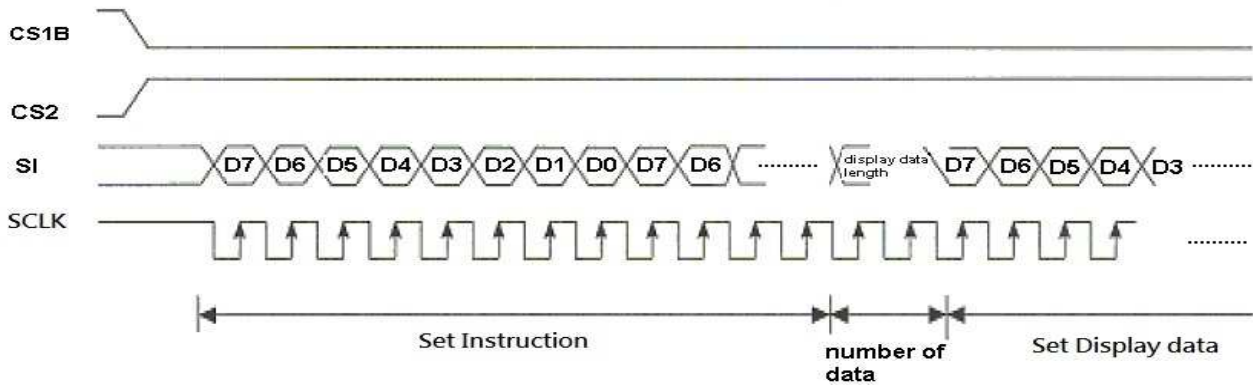 CS1B
CS2
SI D7 D6 D5 D4 D3 D2 D1 D0 D7 D6 ........ display data length D7 D6 D5 D4 D3 ........
SCLK ........
Set Instruction
number of
data
Set Display data